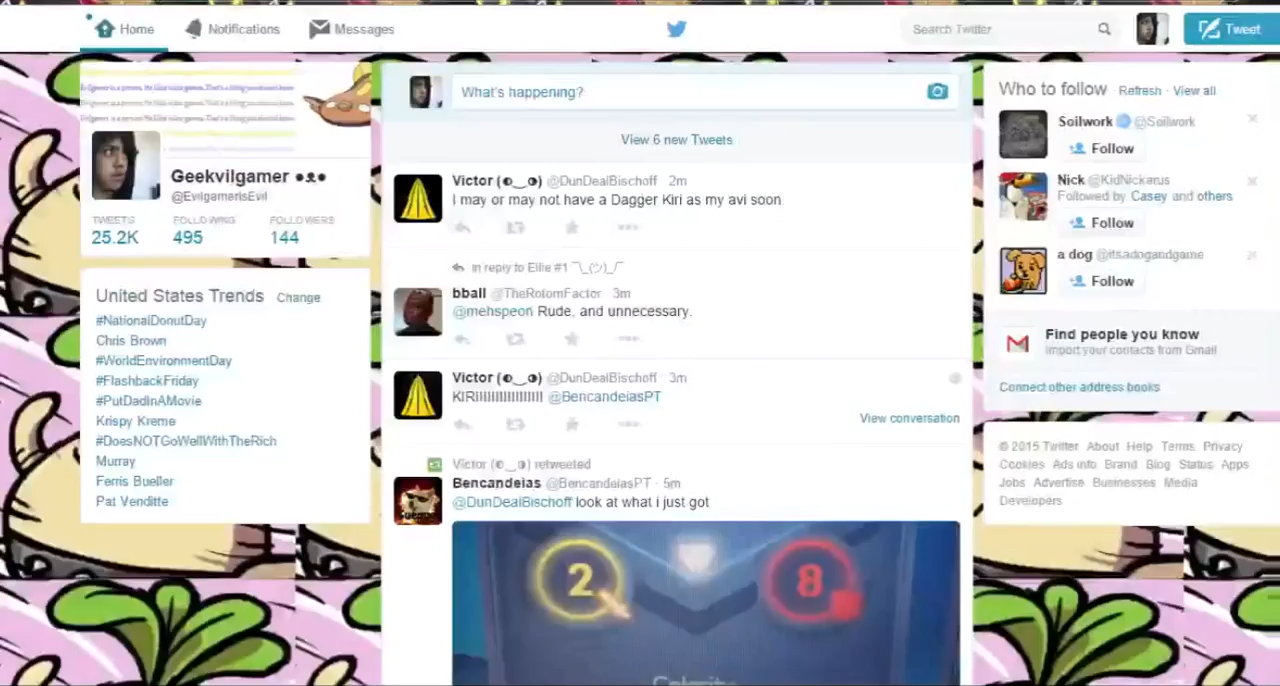 Home Notifications Messages Search Twitter Tweet
Geekvilgamer
@EvilgamerisEvil
TWEETS FOLLOWING FOLLOWERS
25.2K 495 144
United States Trends Change
#NationalDonutDay
Chris Brown
#WorldEnvironmentDay
#FlashbackFriday
#PutDadInAMovie
Krispy Kreme
#DoesNOTGoWellWithTheRich
Murray
Ferris Bueller
Pat Venditte
What's happening?
View 6 new Tweets
Victor (◐‿◑) @DunDealBischoff 2m
I may or may not have a Dagger Kiri as my avi soon.
In reply to Ellie #1 ¯\_(ツ)_/¯
bball @TheRotomFactor 3m
@mehspeon Rude, and unnecessary.
Victor (◐‿◑) @DunDealBischoff 3m
@BencandeiasPT
View conversation
Victor (◐‿◑) retweeted
Bencandeias @BencandeiasPT · 5m
@DunDealBischoff look at what i just got
2 8
Celerity
Who to follow Refresh · View all
Soilwork @Soilwork
Follow
Nick @KidNickarus
Followed by Casey and others
Follow
a dog @itsadogandgame
Follow
Find people you know
Import your contacts from Gmail
Connect other address books
© 2015 Twitter About Help Terms Privacy
Cookies Ads info Brand Blog Status Apps
Jobs Advertise Businesses Media
Developers